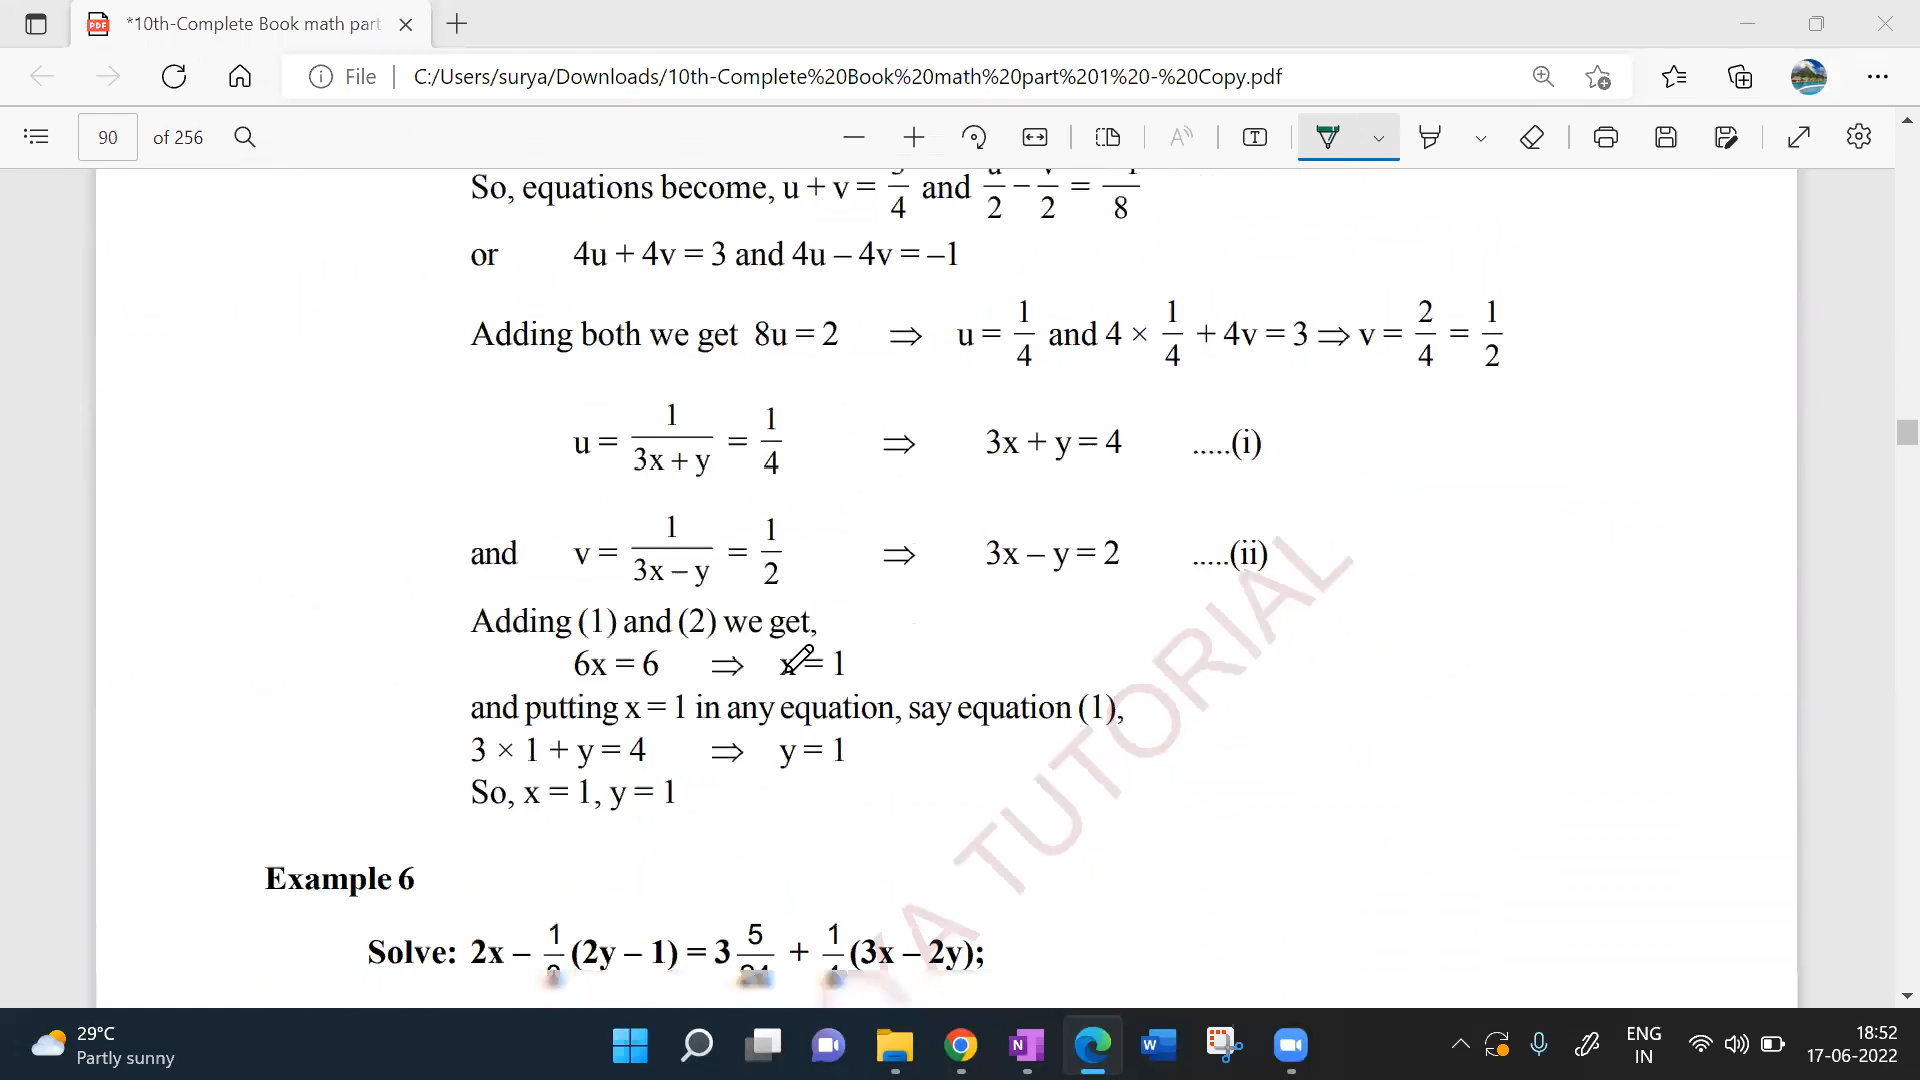 *10th-Complete Book math part
File | C:/Users/surya/Downloads/10th-Complete%20Book%20math%20part%201%20-%20Copy.pdf
90 of 256
So, equations become, u + v = 3/4 and u/2 – v/2 = –1/8
or 4u + 4v = 3 and 4u – 4v = –1
Adding both we get 8u = 2 ⇒ u = 1/4 and 4 × 1/4 + 4v = 3 ⇒ v = 2/4 = 1/2
u = 1/(3x + y) = 1/4 ⇒ 3x + y = 4 .....(i)
and v = 1/(3x – y) = 1/2 ⇒ 3x – y = 2 .....(ii)
Adding (1) and (2) we get,
6x = 6 ⇒ x = 1
and putting x = 1 in any equation, say equation (1),
3 × 1 + y = 4 ⇒ y = 1
So, x = 1, y = 1
YA TUTORIAL
Example 6
Solve: 2x – 1/ (2y – 1) = 3 5/ + 1/4 (3x – 2y);
29°C
Partly sunny
ENG
IN
18:52
17-06-2022